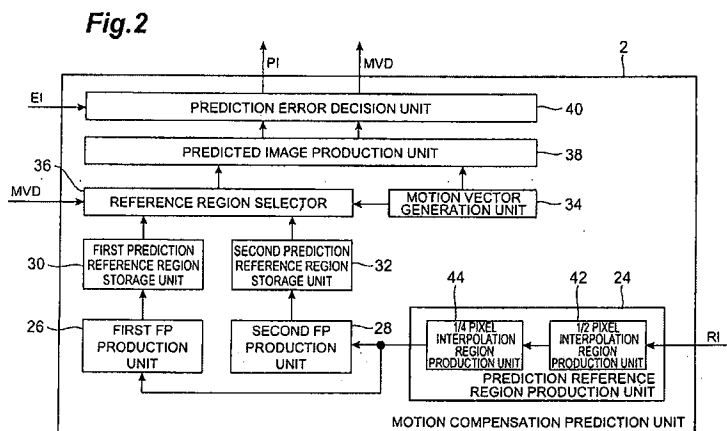 Fig.2
PI
MVD
2
EI
PREDICTION ERROR DECISION UNIT
40
PREDICTED IMAGE PRODUCTION UNIT
38
36
MVD
REFERENCE REGION SELECTOR
MOTION VECTOR
GENERATION UNIT
34
30
FIRST PREDICTION
REFERENCE REGION
STORAGE UNIT
SECOND PREDICTION
REFERENCE REGION
STORAGE UNIT
32
44
42
24
26
FIRST FP
PRODUCTION
UNIT
SECOND FP
PRODUCTION
UNIT
28
1/4 PIXEL
INTERPOLATION
REGION
PRODUCTION UNIT
1/2 PIXEL
INTERPOLATION
REGION
PRODUCTION UNIT
RI
PREDICTION REFERENCE
REGION PRODUCTION UNIT
MOTION COMPENSATION PREDICTION UNIT